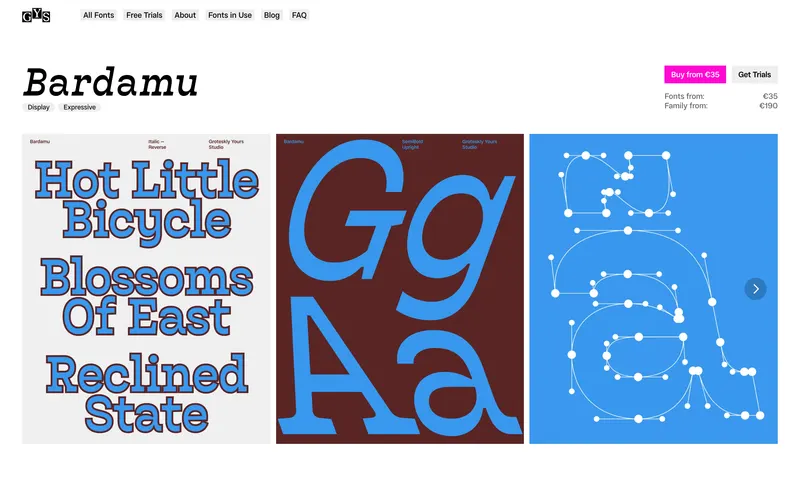 GYS
All Fonts
Free Trials
About
Fonts in Use
Blog
FAQ
Bardamu
Display
Expressive
Buy from €35
Get Trials
Fonts from: €35
Family from: €190
Bardamu
Italic —
Reverse
Groteskly Yours
Studio
Hot Little
Bicycle
Blossoms
Of East
Reclined
State
Bardamu
SemiBold
Upright
Groteskly Yours
Studio
Gg
Aa